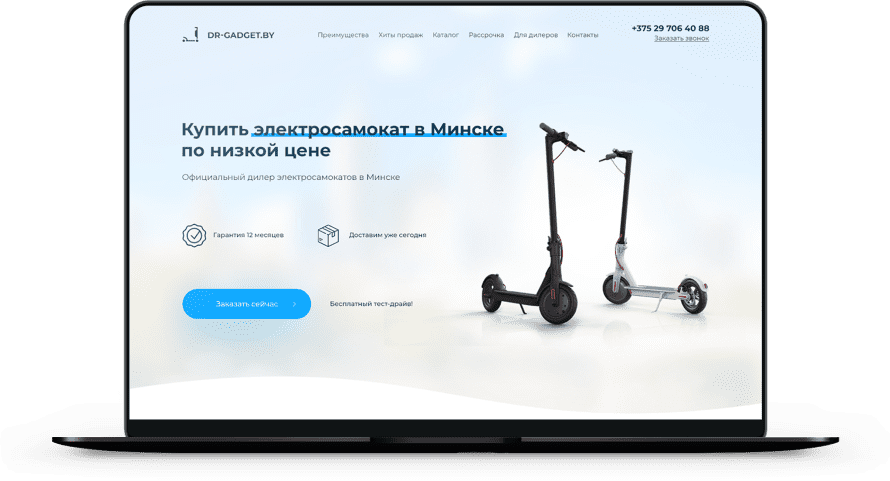 DR-GADGET.BY
Преимущества Хиты продаж Каталог Рассрочка Для дилеров Контакты
+375 29 706 40 88
Заказать звонок
Купить электросамокат в Минске
по низкой цене
Официальный дилер электросамокатов в Минске
Гарантия 12 месяцев
Доставим уже сегодня
Заказать сейчас
Бесплатный тест-драйв!